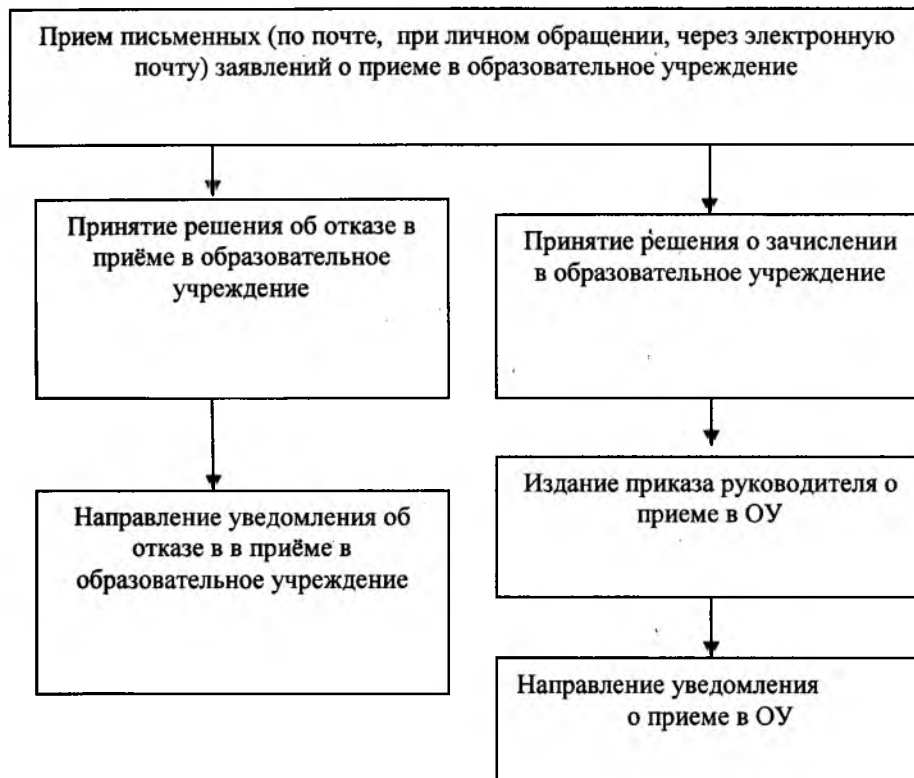 Прием письменных (по почте, при личном обращении, через электронную
почту) заявлений о приеме в образовательное учреждение
Принятие решения об отказе в
приёме в образовательное
учреждение
Принятие решения о зачислении
в образовательное учреждение
Направление уведомления об
отказе в в приёме в
образовательное учреждение
Издание приказа руководителя о
приеме в ОУ
Направление уведомления
о приеме в ОУ